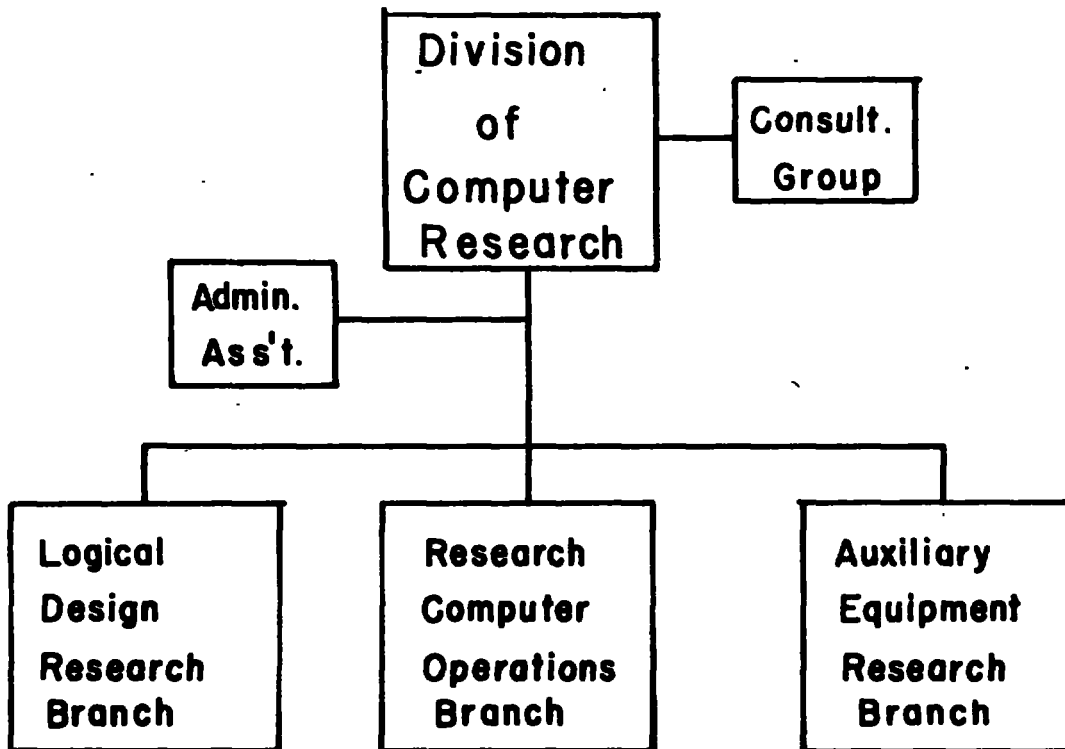 Division
of
Computer
Research
Consult.
Group
Admin.
Ass't.
Logical
Design
Research
Branch
Research
Computer
Operations
Branch
Auxiliary
Equipment
Research
Branch